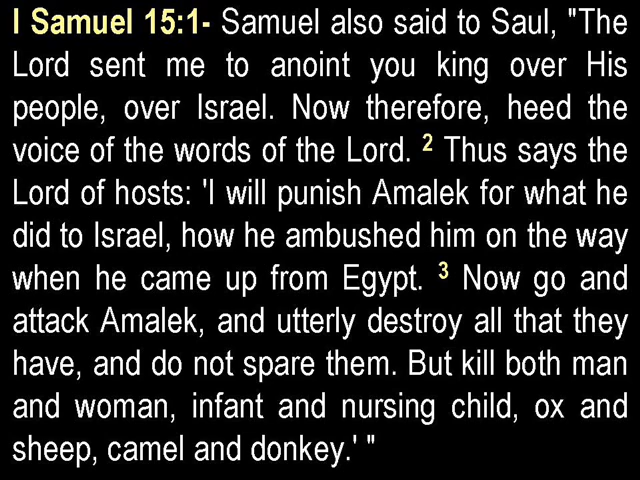 I Samuel 15:1- Samuel also said to Saul, "The
Lord sent me to anoint you king over His
people, over Israel. Now therefore, heed the
voice of the words of the Lord. 2 Thus says the
Lord of hosts: 'I will punish Amalek for what he
did to Israel, how he ambushed him on the way
when he came up from Egypt. 3 Now go and
attack Amalek, and utterly destroy all that they
have, and do not spare them. But kill both man
and woman, infant and nursing child, ox and
sheep, camel and donkey.' "